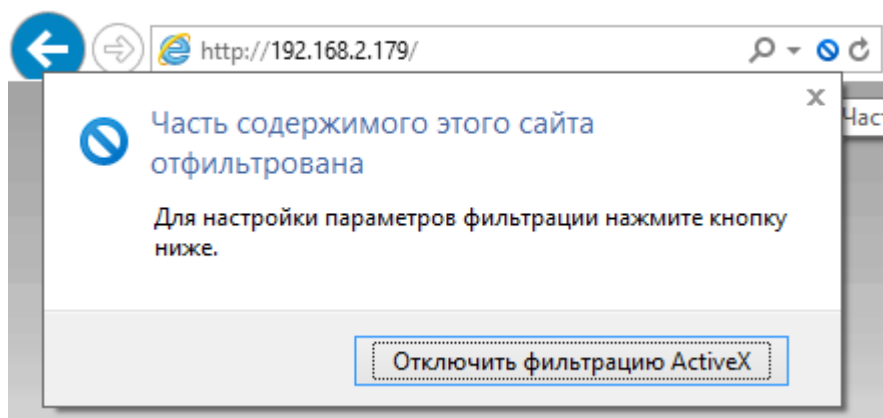 http://192.168.2.179/
x
Част
Часть содержимого этого сайта
отфильтрована
Для настройки параметров фильтрации нажмите кнопку
ниже.
Отключить фильтрацию ActiveX